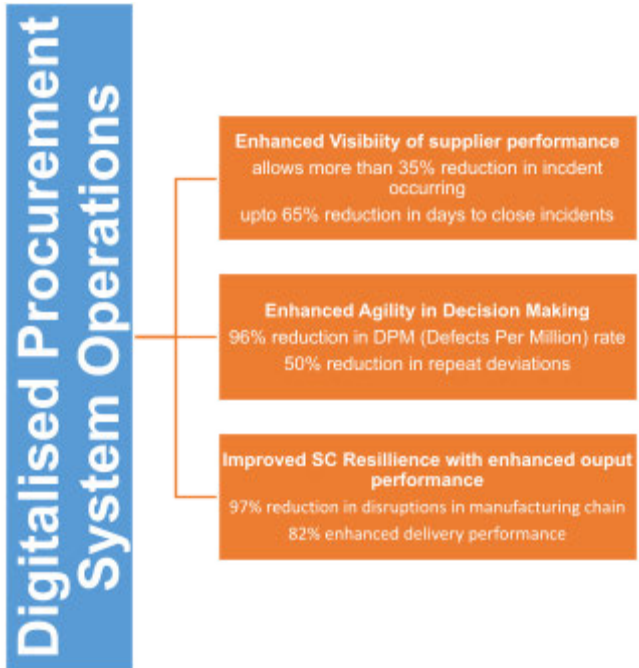 Digitalised Procurement
System Operations
Enhanced Visibiity of supplier performance
allows more than 35% reduction in incdent
occurring
upto 65% reduction in days to close incidents
Enhanced Agility in Decision Making
96% reduction in DPM (Defects Per Million) rate
50% reduction in repeat deviations
Improved SC Resillience with enhanced ouput
performance
97% reduction in disruptions in manufacturing chain
82% enhanced delivery performance